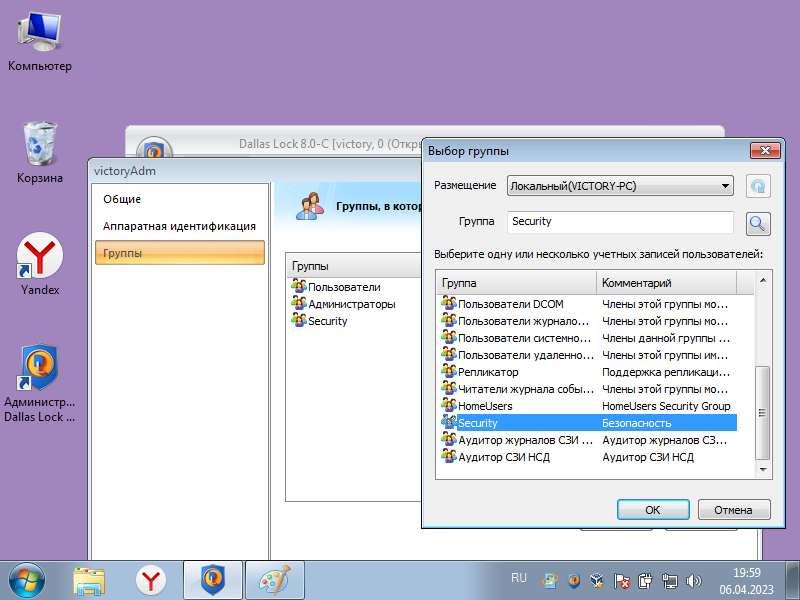 Компьютер
Корзина
Yandex
Администр...
Dallas Lock ...
Dallas Lock 8.0-C [victory, 0 (Откры
victoryAdm
Общие
Аппаратная идентификация
Группы
Группы, в котор
Группы
Пользователи
Администраторы
Security
Выбор группы
Размещение
Локальный(VICTORY-PC)
Группа
Security
Выберите одну или несколько учетных записей пользователей:
Группа Комментарий
Пользователи DCOM Члены этой группы мо...
Пользователи журнало... Члены этой группы мо...
Пользователи системно... Члены данной группы ...
Пользователи удаленно... Члены этой группы им...
Репликатор Поддержка репликаци...
Читатели журнала собы... Члены этой группы мо...
HomeUsers HomeUsers Security Group
Security Безопасность
Аудитор журналов СЗИ ... Аудитор журналов СЗ...
Аудитор СЗИ НСД Аудитор СЗИ НСД
ОК Отмена
RU
19:59
06.04.2023